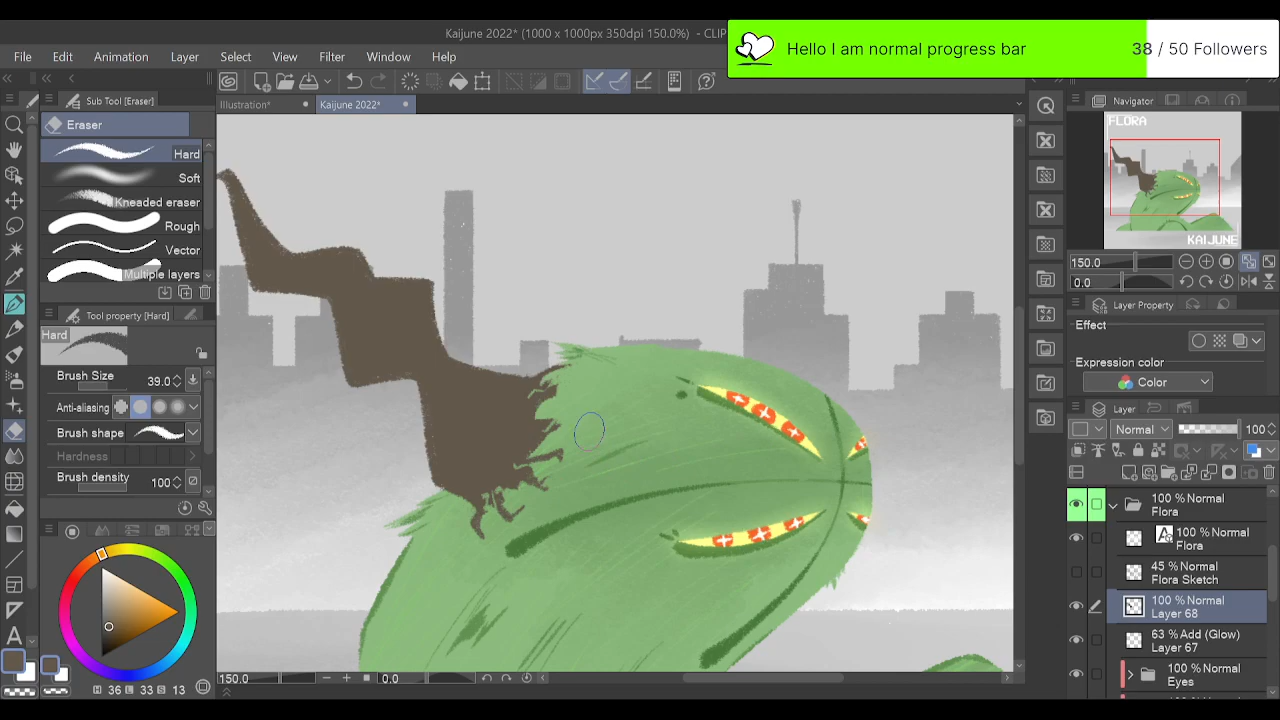 Kaijune 2022* (1000 x 1000px 350dpi 150.0%) - CLIP
Hello I am normal progress bar
38 / 50 Followers
File Edit Animation Layer Select View Filter Window Help
Sub Tool [Eraser]
Illustration*
Kaijune 2022*
Navigator
Eraser
Hard
Soft
Kneaded eraser
Rough
Vector
Multiple layers
FLORA
KAIJUNE
150.0
0.0
Tool property [Hard]
Hard
Brush Size 39.0
Anti-aliasing
Brush shape
Hardness
Brush density 100
Layer Property
Effect
Expression color
Color
Layer
Normal 100
100 % Normal
Flora
100 % Normal
Flora
45 % Normal
Flora Sketch
100 % Normal
Layer 68
63 % Add (Glow)
Layer 67
100 % Normal
Eyes
A
H 36 L 33 S 13
150.0
0.0